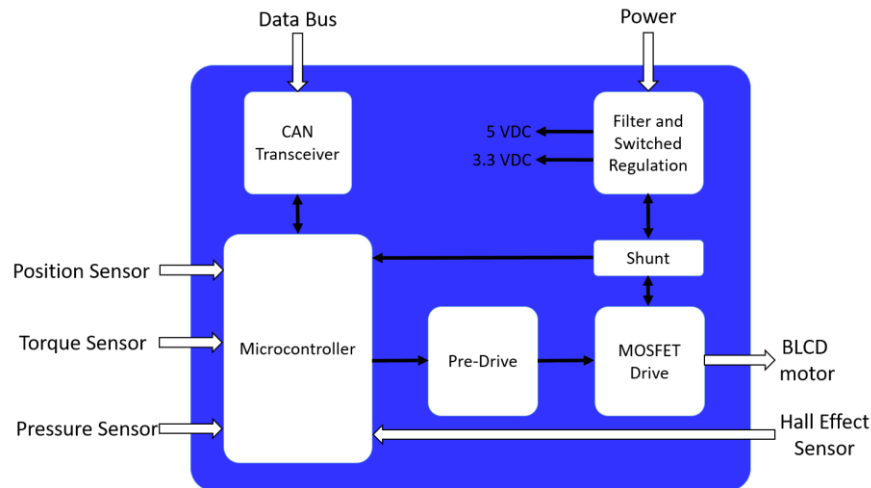 Data Bus
Power
CAN
Transceiver
Filter and
Switched
Regulation
5 VDC
3.3 VDC
Shunt
Position Sensor
Torque Sensor
Pressure Sensor
Microcontroller
Pre-Drive
MOSFET
Drive
BLCD
motor
Hall Effect
Sensor